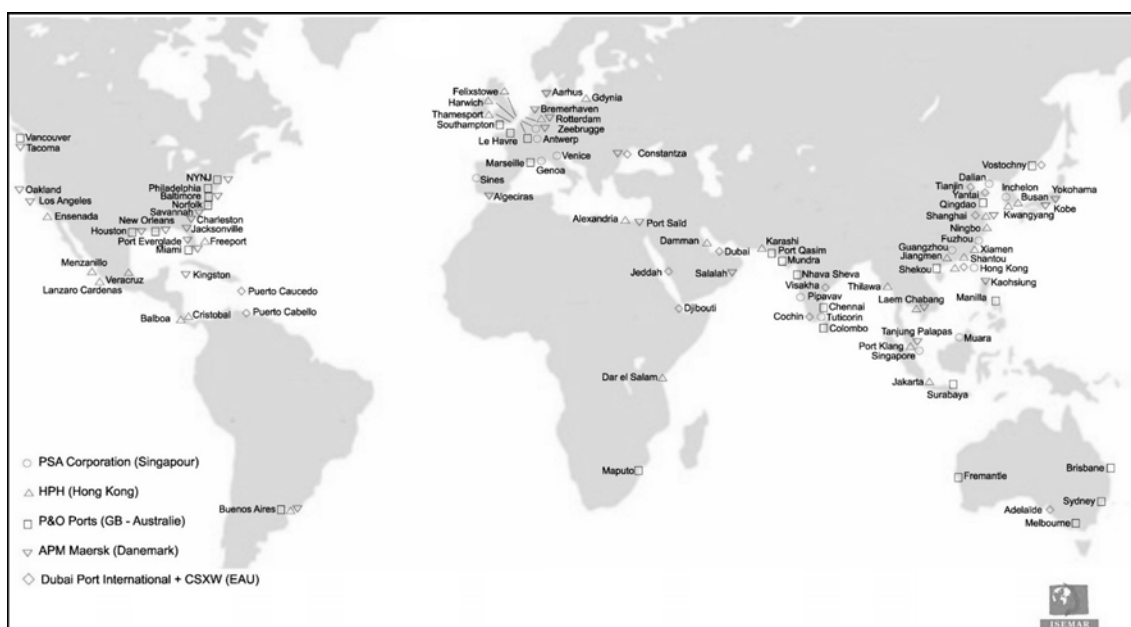 Felixstowe
Harwich
Thamesport
Southampton
Le Havre
Aarhus
Gdynia
Bremerhaven
Rotterdam
Zeebrugge
Antwerp
Marseille
Genoa
Venice
Constantza
Sines
Algeciras
Vancouver
Tacoma
Oakland
Los Angeles
Ensenada
NYNJ
Philadelphia
Baltimore
Norfolk
Savannah
Charleston
New Orleans
Jacksonville
Houston
Port Everglade
Freeport
Miami
Menzanillo
Veracruz
Lanzaro Cardenas
Kingston
Puerto Caucedo
Puerto Cabello
Balboa
Cristobal
Buenos Aires
Alexandria
Port Saïd
Damman
Dubai
Jeddah
Salalah
Djibouti
Dar el Salam
Maputo
Karashi
Port Qasim
Mundra
Nhava Sheva
Visakha
Pipavav
Chennai
Cochin
Tuticorin
Colombo
Thilawa
Laem Chabang
Tanjung Palapas
Port Klang
Singapore
Muara
Jakarta
Surabaya
Manilla
Vostochny
Dalian
Tianjin
Yantai
Qingdao
Inchelon
Busan
Yokohama
Kobe
Kwangyang
Shanghai
Ningbo
Fuzhou
Guangzhou
Xiamen
Jiangmen
Shantou
Shekou
Hong Kong
Kaohsiung
Fremantie
Brisbane
Sydney
Adelaïde
Melbourne
PSA Corporation (Singapour)
HPH (Hong Kong)
P&O Ports (GB - Australie)
APM Maersk (Danemark)
Dubai Port International + CSXW (EAU)
ISEMAR